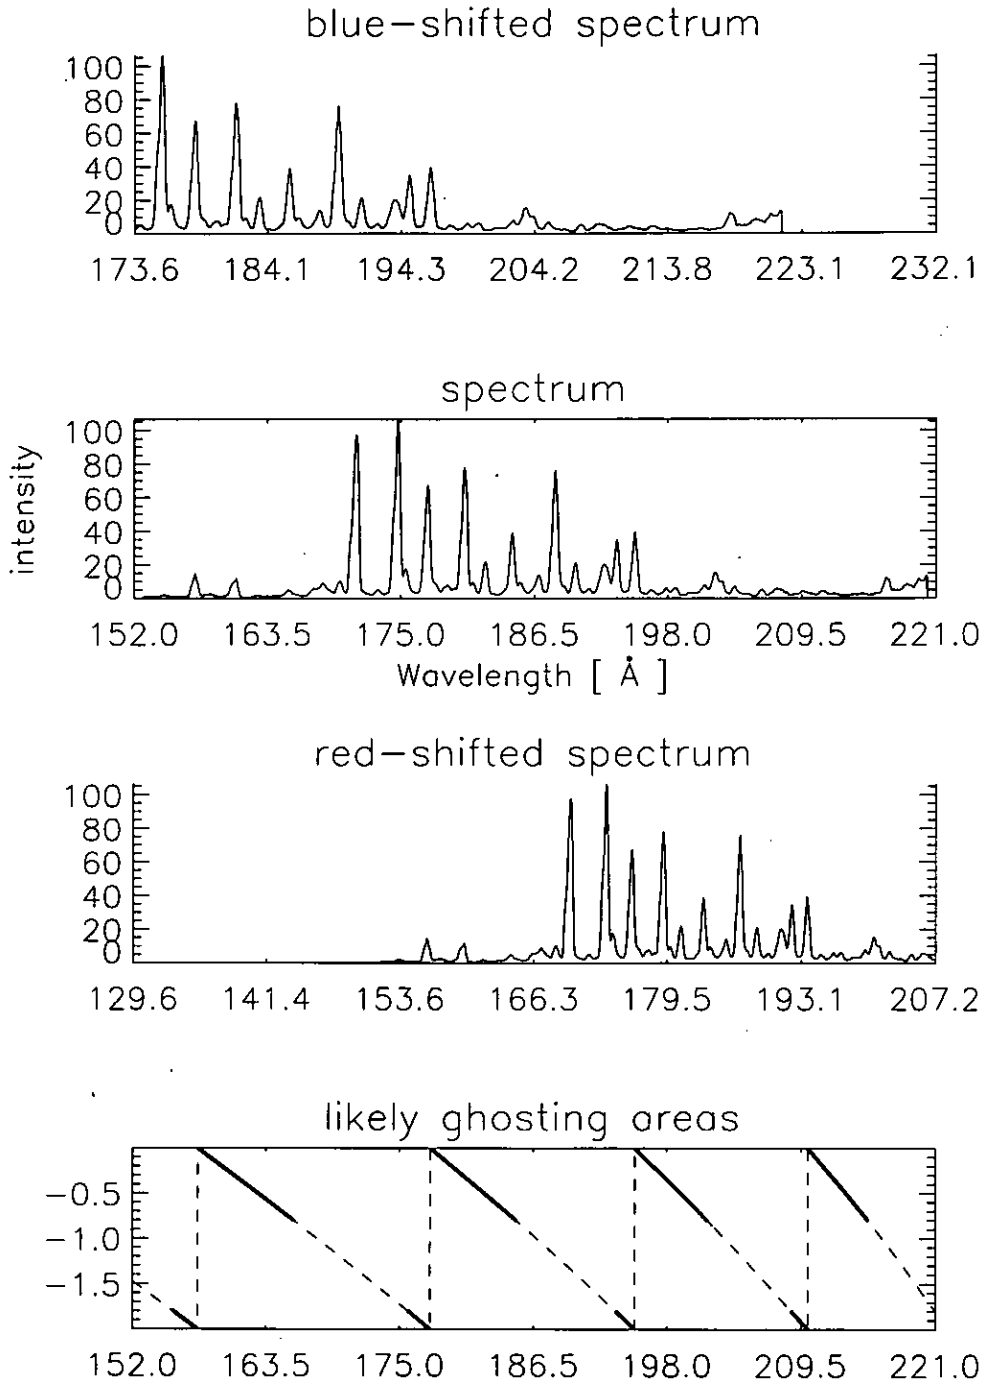 blue-shifted spectrum
100
80
60
40
20
0
173.6 184.1 194.3 204.2 213.8 223.1 232.1
spectrum
intensity
100
80
60
40
20
0
152.0 163.5 175.0 186.5 198.0 209.5 221.0
Wavelength [ Å ]
red-shifted spectrum
100
80
60
40
20
0
129.6 141.4 153.6 166.3 179.5 193.1 207.2
likely ghosting areas
-0.5
-1.0
-1.5
152.0 163.5 175.0 186.5 198.0 209.5 221.0